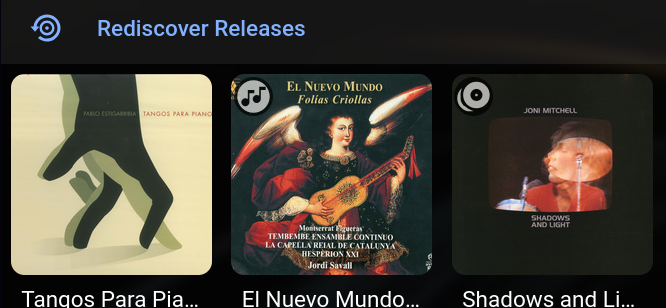 Rediscover Releases
PABLO ESTIGARRIBIA TANGOS PARA PIANO
EL NUEVO MUNDO
Folías Criollas
Montserrat Figueras
TEMBEMBE ENSAMBLE CONTINUO
LA CAPELLA REIAL DE CATALUNYA
HESPÈRION XXI
Jordi Savall
JONI MITCHELL
SHADOWS
AND LIGHT
Tangos Para Pia...
El Nuevo Mundo...
Shadows and Li...